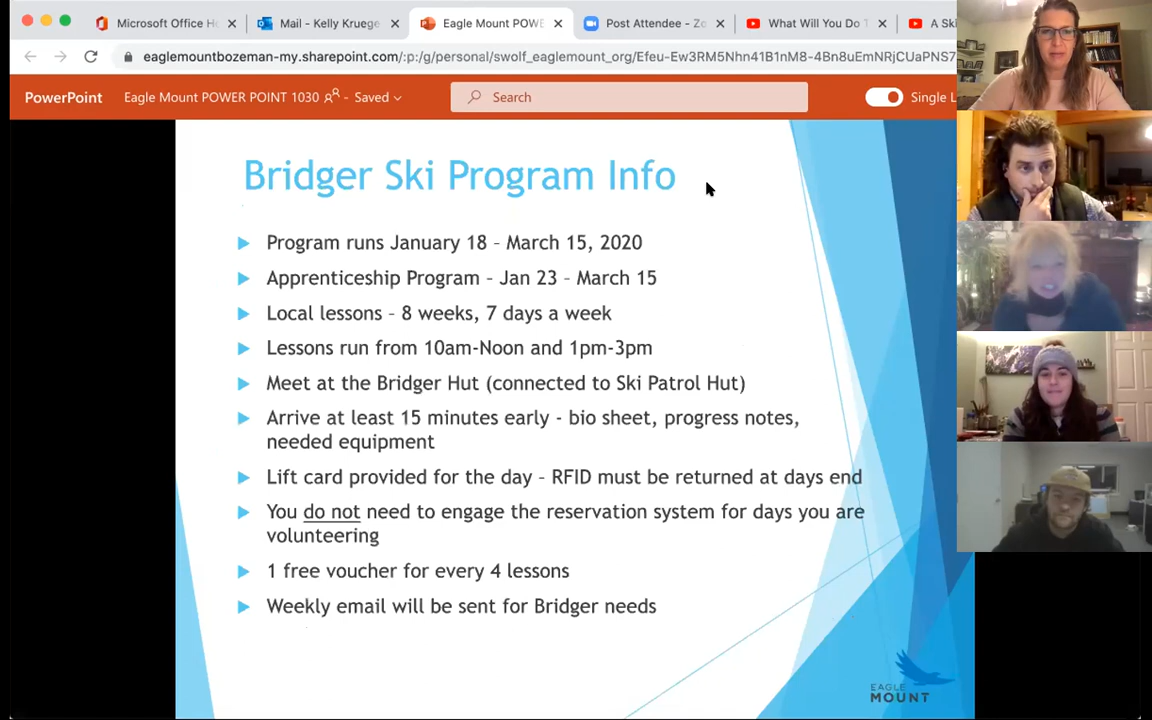 Microsoft Office Ho
Mail - Kelly Kruege
Eagle Mount POWE
Post Attendee - Zo
What Will You Do T
A Ski
eaglemountbozeman-my.sharepoint.com/:p:/g/personal/swolf_eaglemount_org/Efeu-Ew3RM5Nhn41B1nM8-4Bn8uEmNRjCUaPNS7
PowerPoint
Eagle Mount POWER POINT 1030
- Saved
Search
Single L
Bridger Ski Program Info
Program runs January 18 – March 15, 2020
Apprenticeship Program – Jan 23 – March 15
Local lessons – 8 weeks, 7 days a week
Lessons run from 10am-Noon and 1pm-3pm
Meet at the Bridger Hut (connected to Ski Patrol Hut)
Arrive at least 15 minutes early - bio sheet, progress notes,
needed equipment
Lift card provided for the day – RFID must be returned at days end
You do not need to engage the reservation system for days you are
volunteering
1 free voucher for every 4 lessons
Weekly email will be sent for Bridger needs
EAGLE
MOUNT